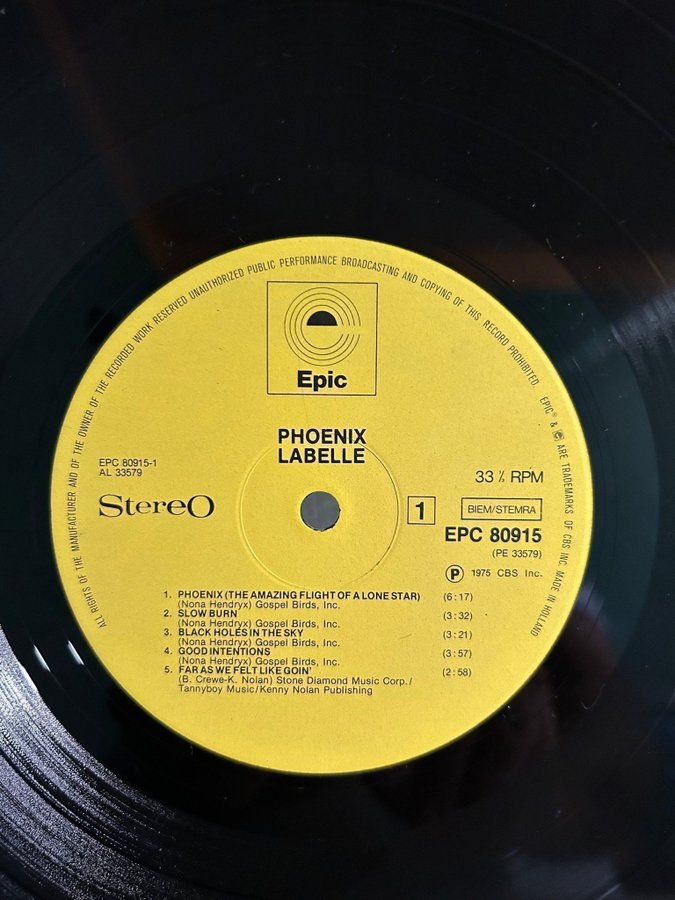 ALL RIGHTS OF THE MANUFACTURER AND OF THE OWNER OF THE RECORDED WORK RESERVED UNAUTHORIZED PUBLIC PERFORMANCE BROADCASTING AND COPYING OF THIS RECORD PROHIBITED. EPIC® & ARE TRADEMARKS OF CBS INC. MADE IN HOLLAND
Epic
PHOENIX
LABELLE
EPC 80915-1
AL 33579
Stereo
33 ⅓ RPM
1
BIEM/STEMRA
EPC 80915
(PE 33579)
Ⓟ 1975 CBS Inc.
1. PHOENIX (THE AMAZING FLIGHT OF A LONE STAR) (6:17)
(Nona Hendryx) Gospel Birds, Inc.
2. SLOW BURN (3:32)
(Nona Hendryx) Gospel Birds, Inc.
3. BLACK HOLES IN THE SKY (3:21)
(Nona Hendryx) Gospel Birds, Inc.
4. GOOD INTENTIONS (3:57)
(Nona Hendryx) Gospel Birds, Inc.
5. FAR AS WE FELT LIKE GOIN' (2:58)
(B. Crewe-K. Nolan) Stone Diamond Music Corp./
Tannyboy Music/Kenny Nolan Publishing